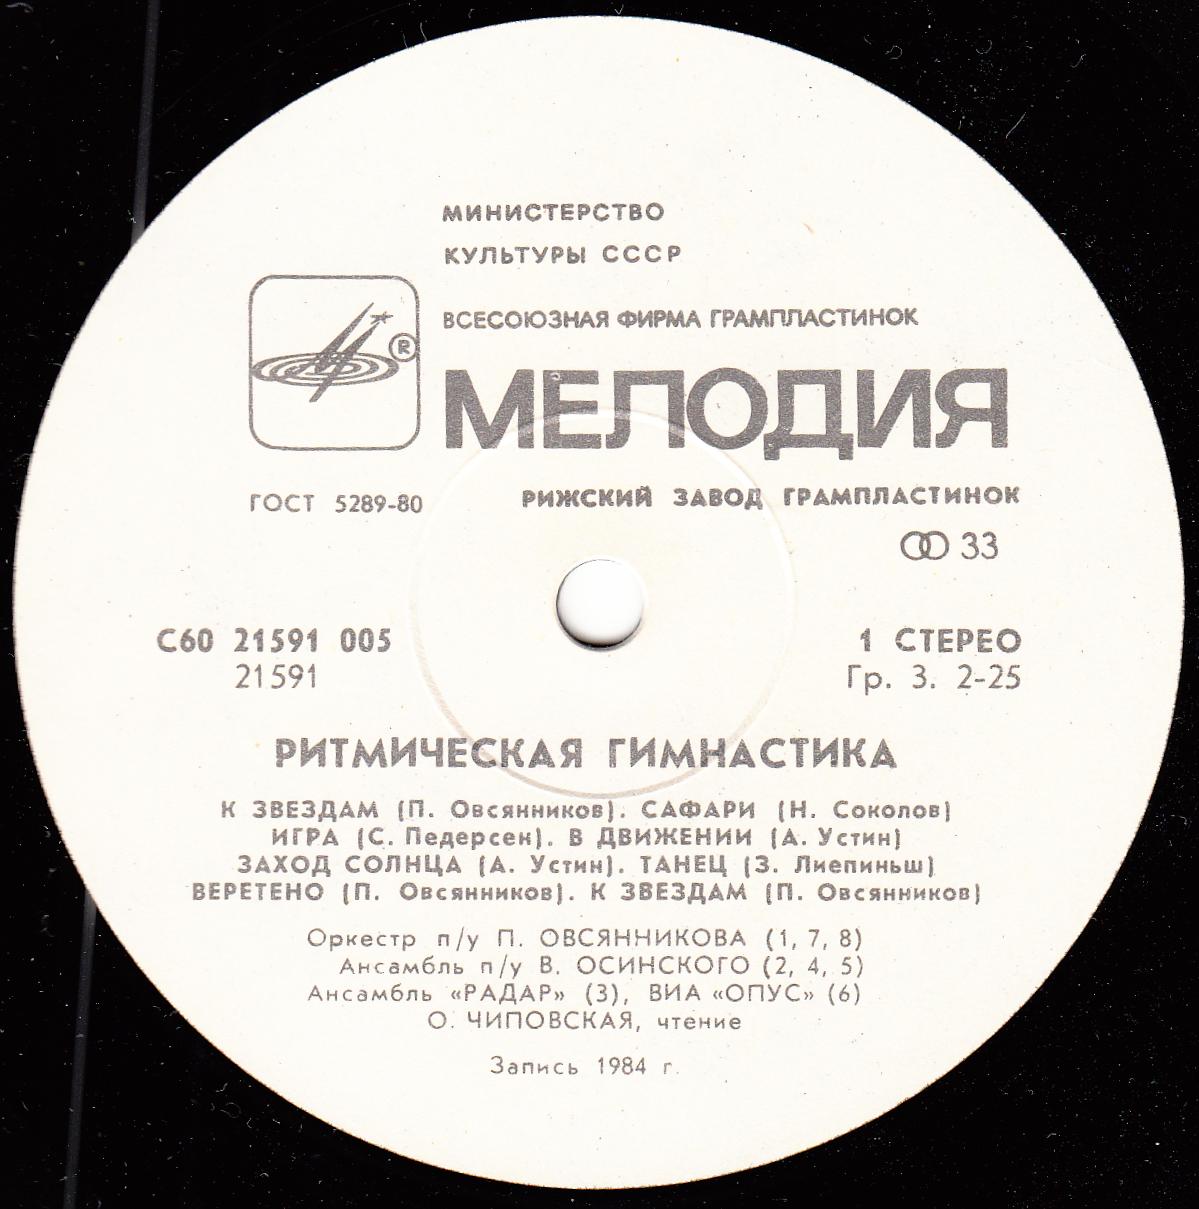 МИНИСТЕРСТВО
КУЛЬТУРЫ СССР
ВСЕСОЮЗНАЯ ФИРМА ГРАМПЛАСТИНОК
®
МЕЛОДИЯ
ГОСТ 5289-80
РИЖСКИЙ ЗАВОД ГРАМПЛАСТИНОК
33
С60 21591 005
21591
1 СТЕРЕО
Гр. 3. 2-25
РИТМИЧЕСКАЯ ГИМНАСТИКА
К ЗВЕЗДАМ (П. Овсянников). САФАРИ (Н. Соколов)
ИГРА (С. Педерсен). В ДВИЖЕНИИ (А. Устин)
ЗАХОД СОЛНЦА (А. Устин). ТАНЕЦ (З. Лиепиньш)
ВЕРЕТЕНО (П. Овсянников). К ЗВЕЗДАМ (П. Овсянников)
Оркестр п/у П. ОВСЯННИКОВА (1, 7, 8)
Ансамбль п/у В. ОСИНСКОГО (2, 4, 5)
Ансамбль «РАДАР» (3), ВИА «ОПУС» (6)
О. ЧИПОВСКАЯ, чтение
Запись 1984 г.